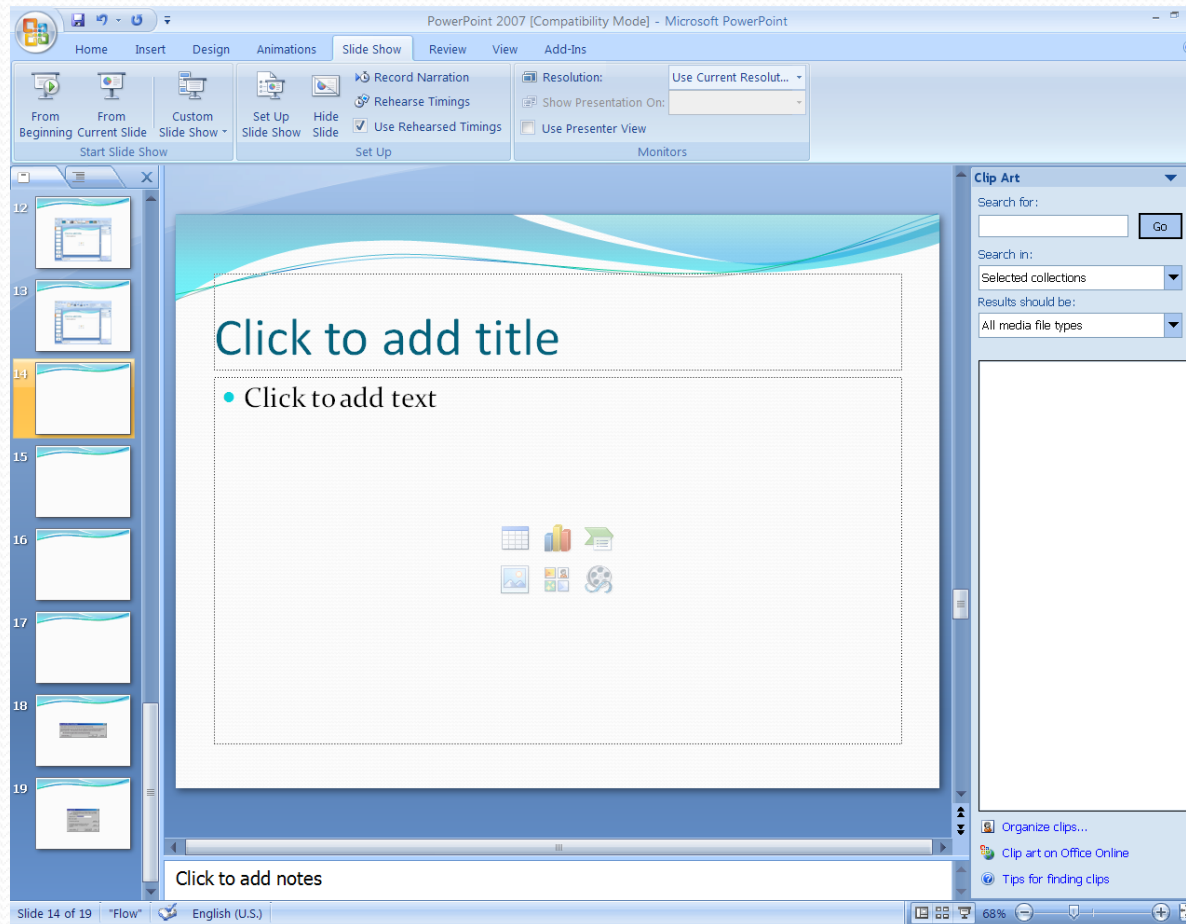 PowerPoint 2007 [Compatibility Mode] - Microsoft PowerPoint
Home Insert Design Animations Slide Show Review View Add-Ins
From Beginning
From Current Slide
Custom Slide Show
Start Slide Show
Set Up Slide Show
Hide Slide
Record Narration
Rehearse Timings
Use Rehearsed Timings
Set Up
Resolution: Use Current Resolut...
Show Presentation On:
Use Presenter View
Monitors
12
13
14
15
16
17
18
19
Click to add title
Click to add text
Click to add notes
Clip Art
Search for:
Go
Search in:
Selected collections
Results should be:
All media file types
Organize clips...
Clip art on Office Online
Tips for finding clips
Slide 14 of 19 "Flow" English (U.S.) 68%